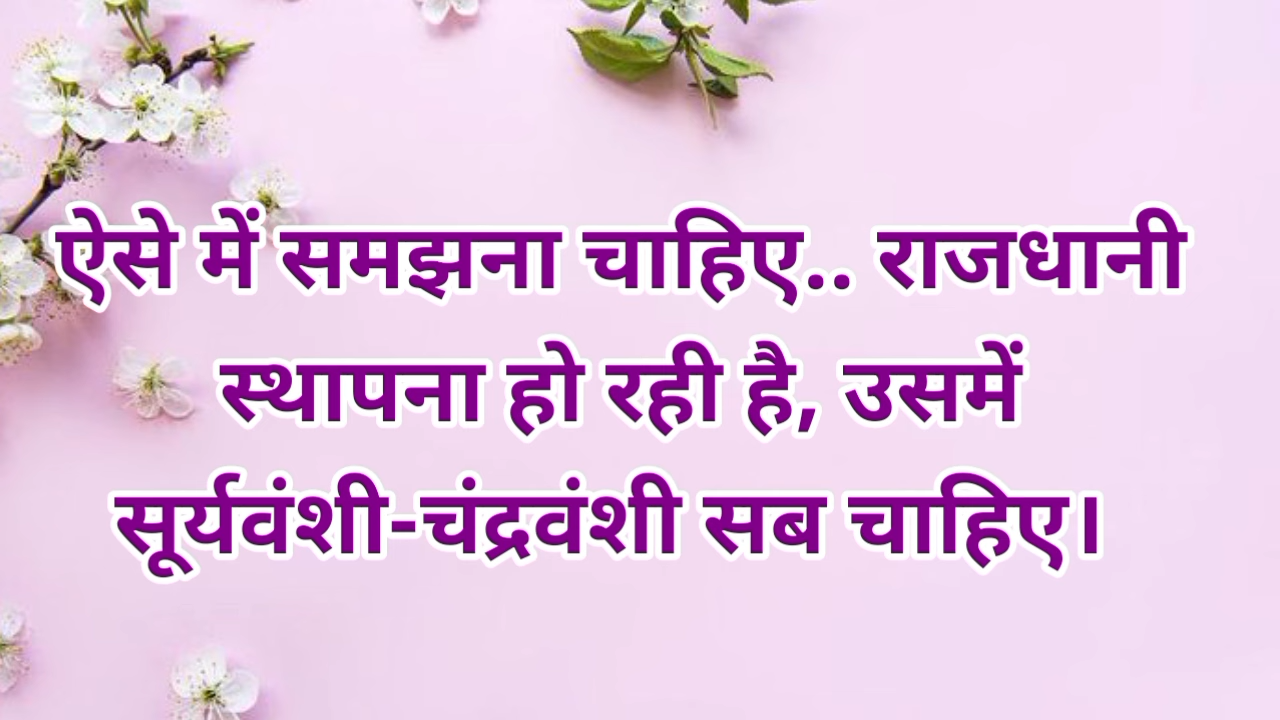 ऐसे में समझना चाहिए.. राजधानी
स्थापना हो रही है, उसमें
सूर्यवंशी-चंद्रवंशी सब चाहिए।